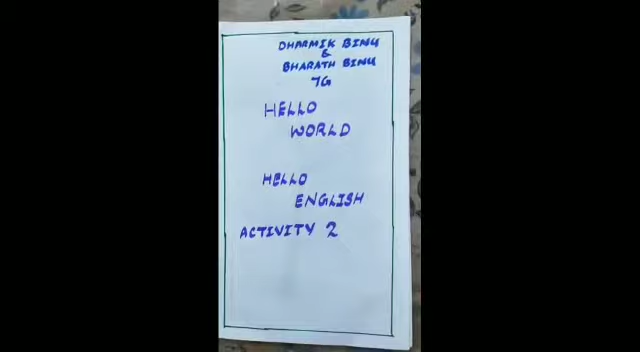 DHARMIK BINU
&
BHARATH BINU
7G
HELLO
WORLD
HELLO
ENGLISH
ACTIVITY 2